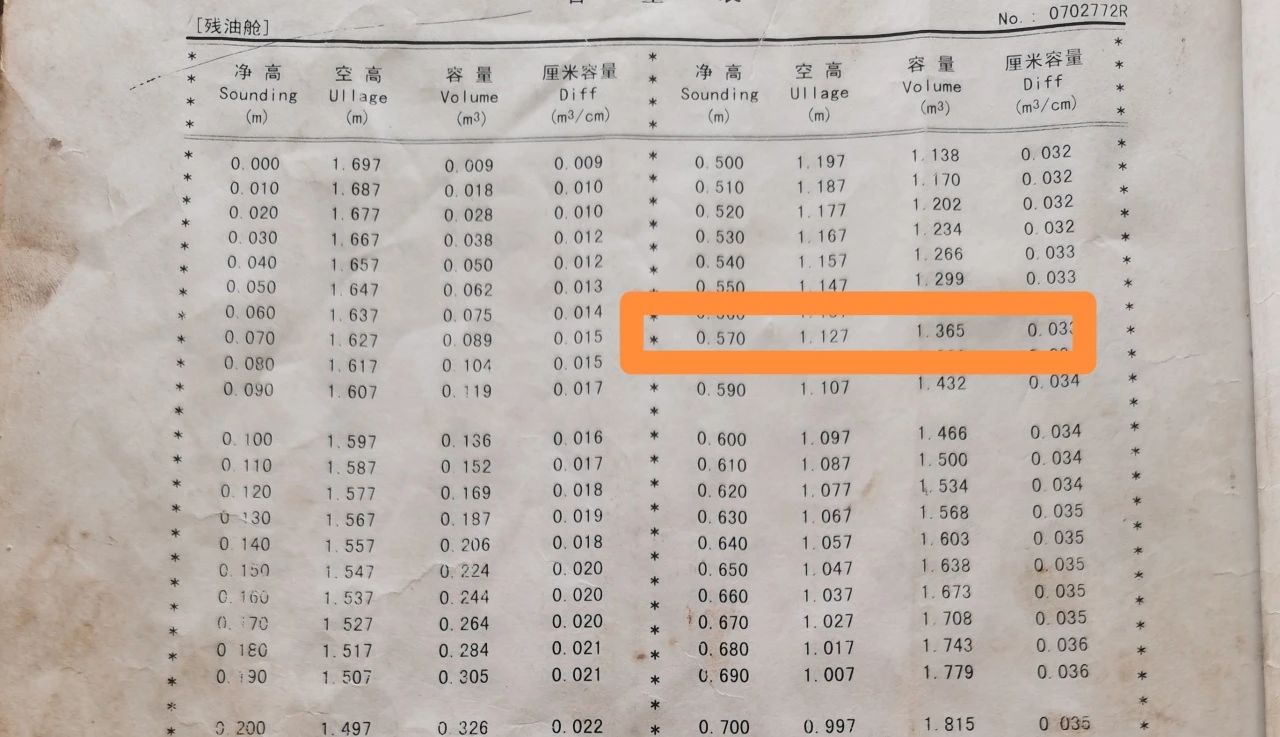 [残油舱] No.: 0702772R
净 高 空 高 容 量 厘米容量 净 高 空 高 容 量 厘米容量
Sounding Ullage Volume Diff Sounding Ullage Volume Diff
(m) (m) (m³) (m³/cm) (m) (m) (m³) (m³/cm)
0.000 1.697 0.009 0.009 * 0.500 1.197 1.138 0.032
0.010 1.687 0.018 0.010 * 0.510 1.187 1.170 0.032
0.020 1.677 0.028 0.010 * 0.520 1.177 1.202 0.032
0.030 1.667 0.038 0.012 * 0.530 1.167 1.234 0.032
0.040 1.657 0.050 0.012 * 0.540 1.157 1.266 0.033
0.050 1.647 0.062 0.013 * 0.550 1.147 1.299 0.033
0.060 1.637 0.075 0.014
0.070 1.627 0.089 0.015 * 0.570 1.127 1.365 0.033
0.080 1.617 0.104 0.015
0.090 1.607 0.119 0.017 * 0.590 1.107 1.432 0.034
0.100 1.597 0.136 0.016 * 0.600 1.097 1.466 0.034
0.110 1.587 0.152 0.017 * 0.610 1.087 1.500 0.034
0.120 1.577 0.169 0.018 * 0.620 1.077 1.534 0.034
0.130 1.567 0.187 0.019 * 0.630 1.067 1.568 0.035
0.140 1.557 0.206 0.018 * 0.640 1.057 1.603 0.035
0.150 1.547 0.224 0.020 * 0.650 1.047 1.638 0.035
0.160 1.537 0.244 0.020 * 0.660 1.037 1.673 0.035
0.170 1.527 0.264 0.020 * 0.670 1.027 1.708 0.035
0.180 1.517 0.284 0.021 * 0.680 1.017 1.743 0.036
0.190 1.507 0.305 0.021 * 0.690 1.007 1.779 0.036
0.200 1.497 0.326 0.022 * 0.700 0.997 1.815 0.035